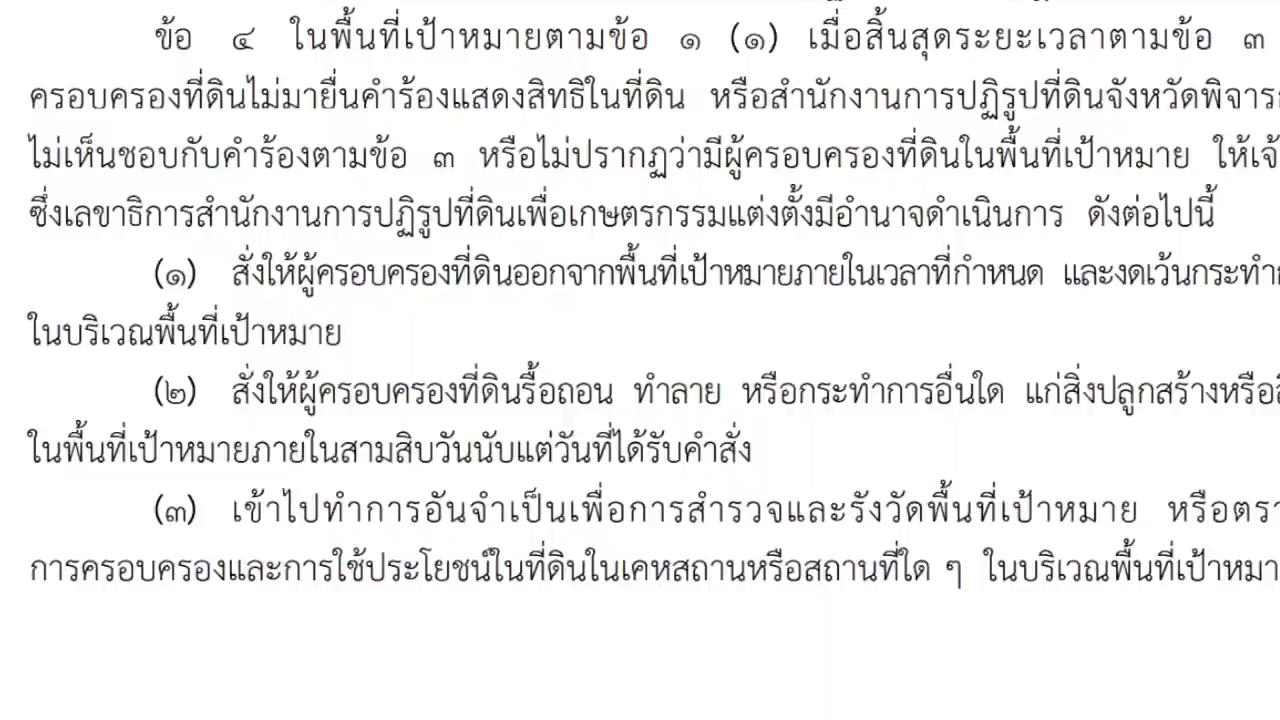 ข้อ ๔ ในพื้นที่เป้าหมายตามข้อ ๑ (๑) เมื่อสิ้นสุดระยะเวลาตามข้อ ๓
ครอบครองที่ดินไม่มายื่นคำร้องแสดงสิทธิในที่ดิน หรือสำนักงานการปฏิรูปที่ดินจังหวัดพิจาร
ไม่เห็นชอบกับคำร้องตามข้อ ๓ หรือไม่ปรากฏว่ามีผู้ครอบครองที่ดินในพื้นที่เป้าหมาย ให้เจ้
ซึ่งเลขาธิการสำนักงานการปฏิรูปที่ดินเพื่อเกษตรกรรมแต่งตั้งมีอำนาจดำเนินการ ดังต่อไปนี้
(๑) สั่งให้ผู้ครอบครองที่ดินออกจากพื้นที่เป้าหมายภายในเวลาที่กำหนด และงดเว้นกระทำ
ในบริเวณพื้นที่เป้าหมาย
(๒) สั่งให้ผู้ครอบครองที่ดินรื้อถอน ทำลาย หรือกระทำการอื่นใด แก่สิ่งปลูกสร้างหรือ
ในพื้นที่เป้าหมายภายในสามสิบวันนับแต่วันที่ได้รับคำสั่ง
(๓) เข้าไปทำการอันจำเป็นเพื่อการสำรวจและรังวัดพื้นที่เป้าหมาย หรือตรว
การครอบครองและการใช้ประโยชน์ในที่ดินในเคหสถานหรือสถานที่ใด ๆ ในบริเวณพื้นที่เป้าหมา